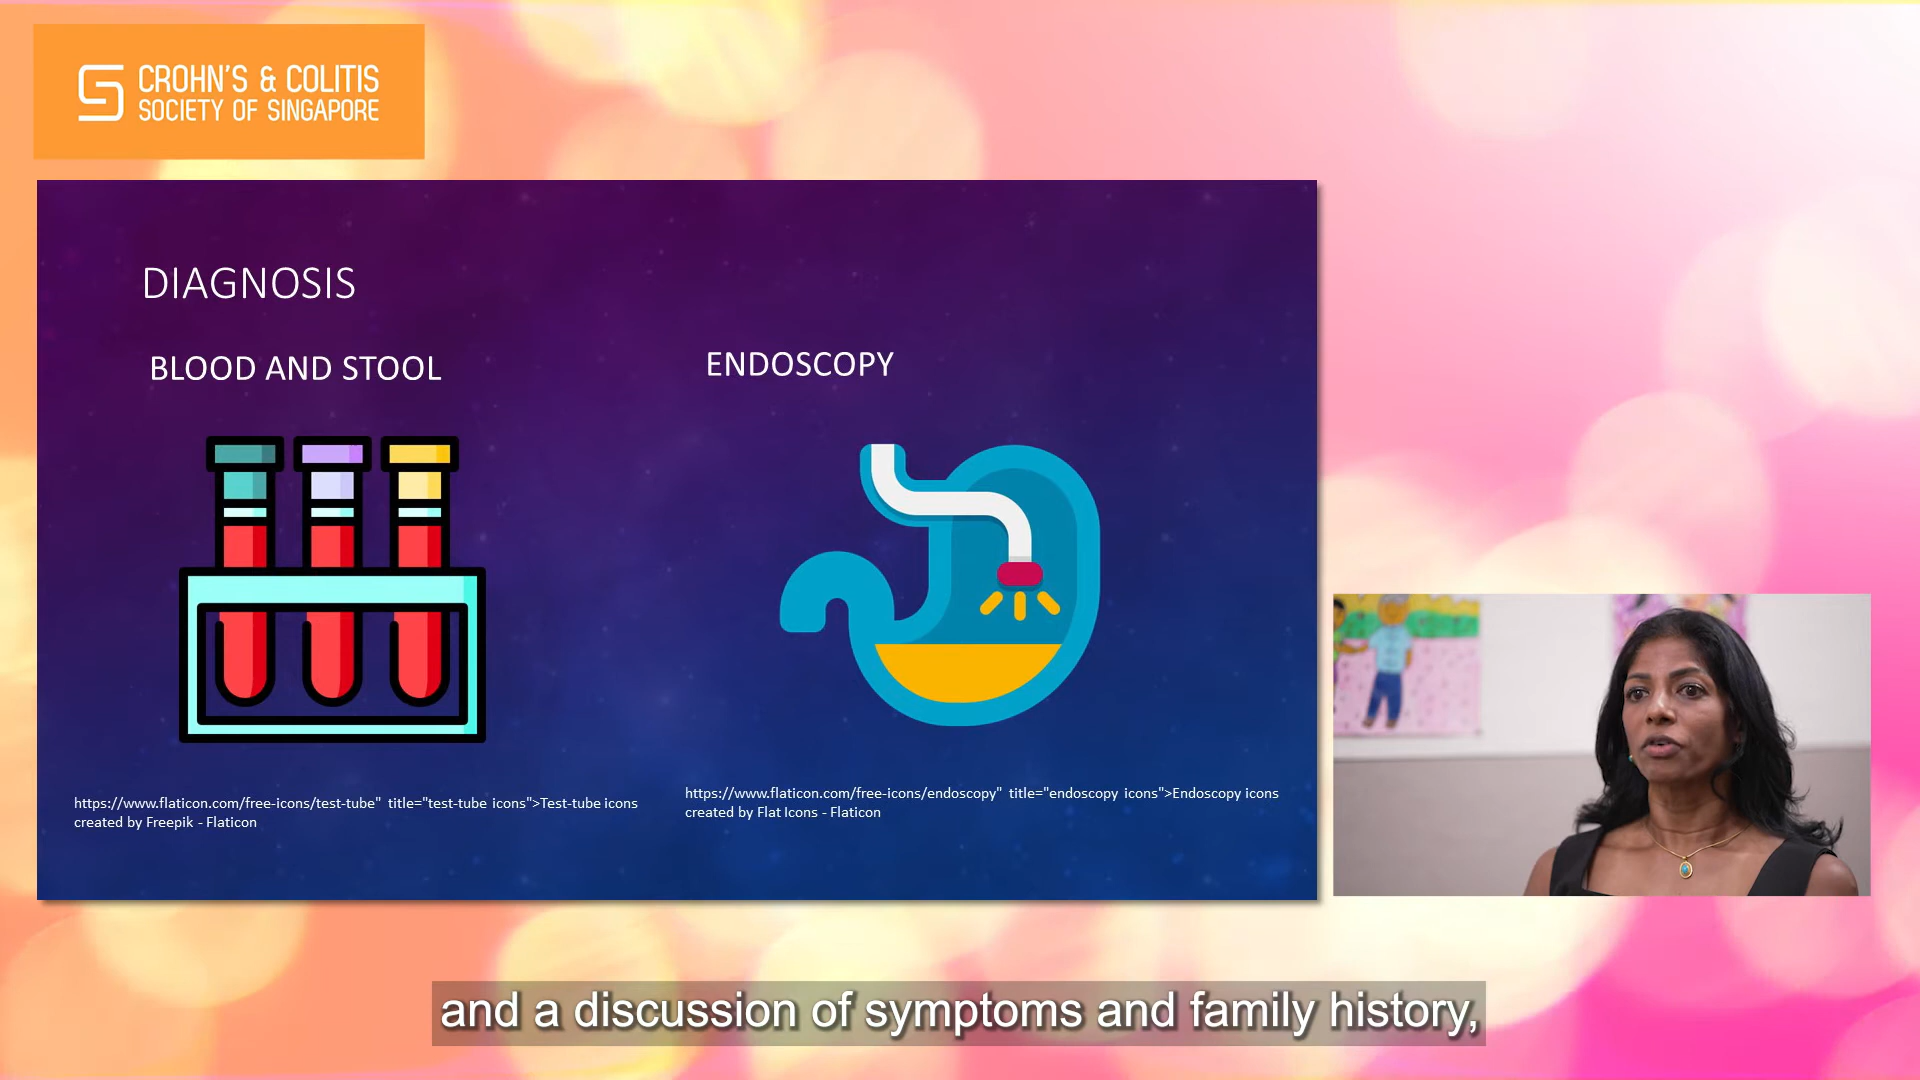 CROHN'S & COLITIS
SOCIETY OF SINGAPORE
DIAGNOSIS
BLOOD AND STOOL
ENDOSCOPY
https://www.flaticon.com/free-icons/test-tube" title="test-tube icons">Test-tube icons
created by Freepik - Flaticon
https://www.flaticon.com/free-icons/endoscopy" title="endoscopy icons">Endoscopy icons
created by Flat Icons - Flaticon
and a discussion of symptoms and family history,